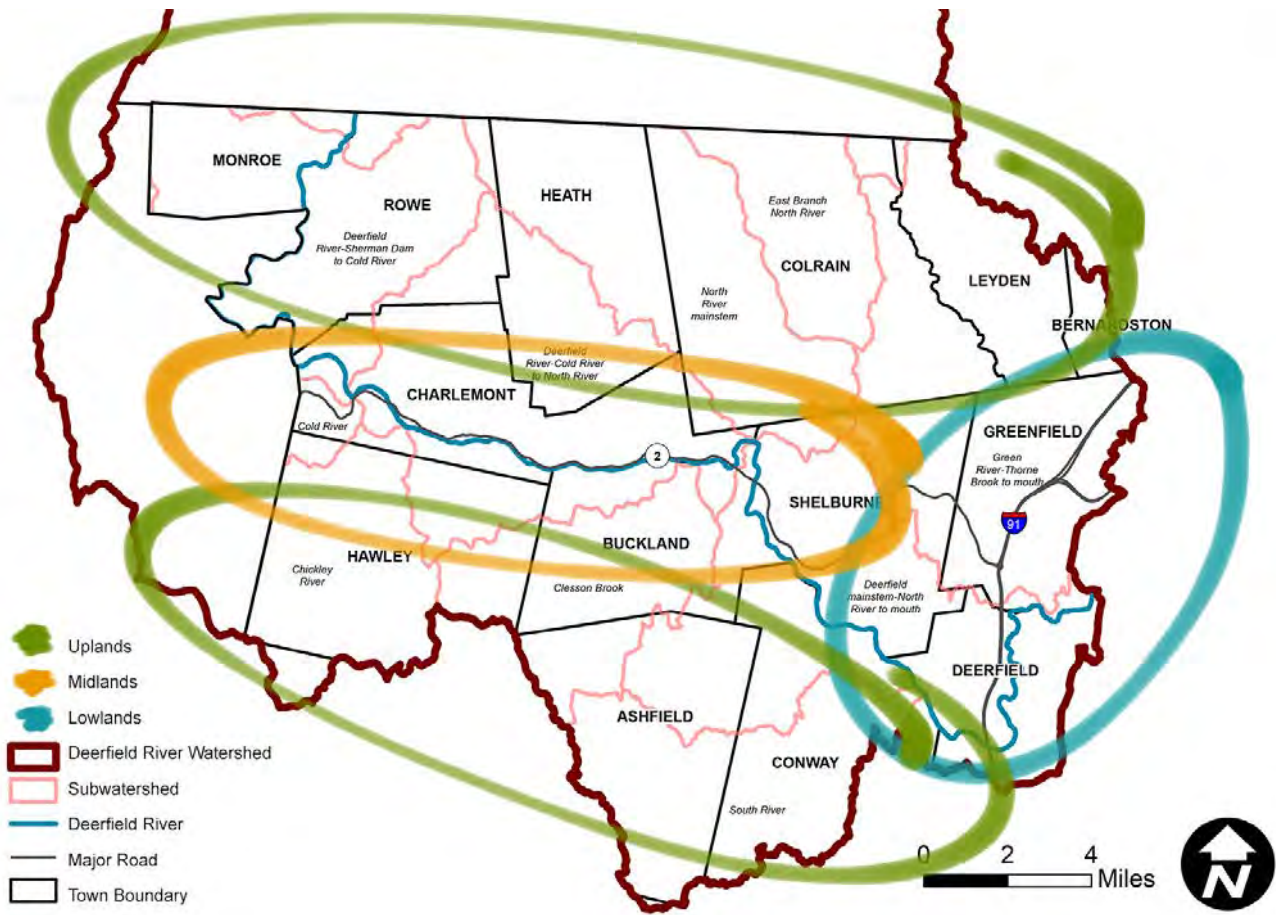 MONROE
ROWE
HEATH
East Branch
North River
COLRAIN
LEYDEN
Deerfield
River-Sherman Dam
to Cold River
North
River
mainstem
BERNARDSTON
Deerfield
River-Cold River
to North River
CHARLEMONT
Cold River
GREENFIELD
Green
River-Thorne
Brook to mouth
2
SHELBURNE
91
HAWLEY
BUCKLAND
Chickley
River
Clesson Brook
Deerfield
mainstem-North
River to mouth
DEERFIELD
ASHFIELD
CONWAY
South River
Uplands
Midlands
Lowlands
Deerfield River Watershed
Subwatershed
Deerfield River
Major Road
Town Boundary
0 2 4
Miles
N